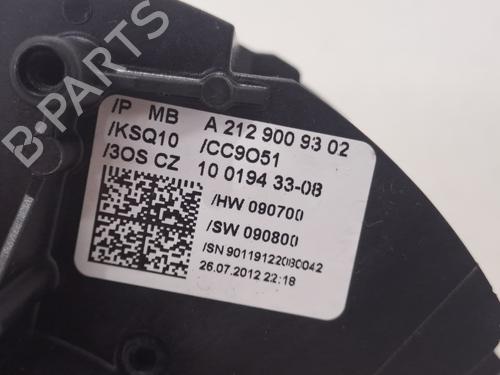 B-PARTS
/P MB A 212 900 93 02
/KSQ10 /CC9O51
/3OS CZ 10 0194 33-08
/HW 090700
/SW 090800
/SN 90119122080042
26.07.2012 22:18